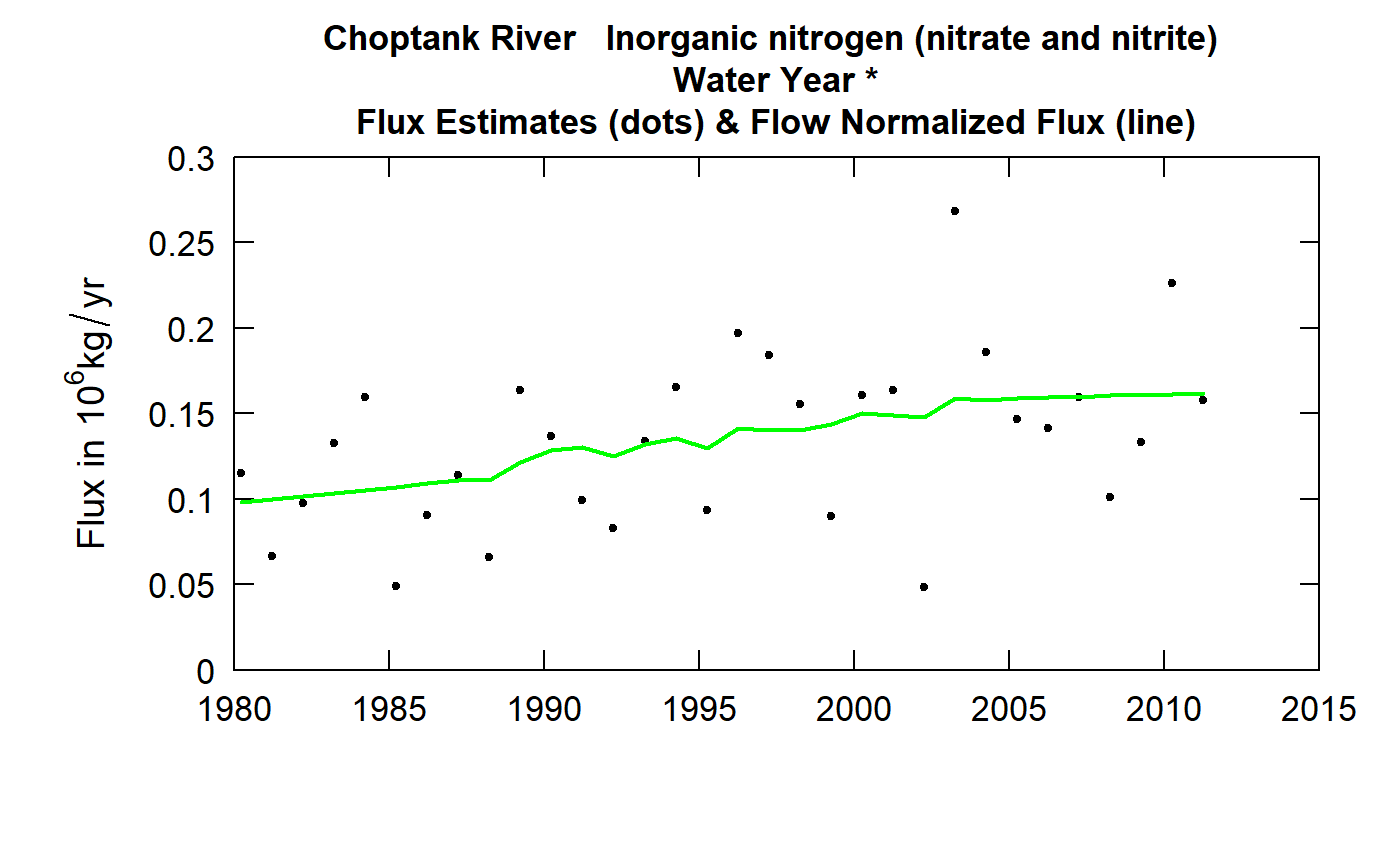 Choptank River Inorganic nitrogen (nitrate and nitrite)
Water Year *
Flux Estimates (dots) & Flow Normalized Flux (line)
Flux in 10⁶kg/yr
0.3
0.25
0.2
0.15
0.1
0.05
0
1980 1985 1990 1995 2000 2005 2010 2015